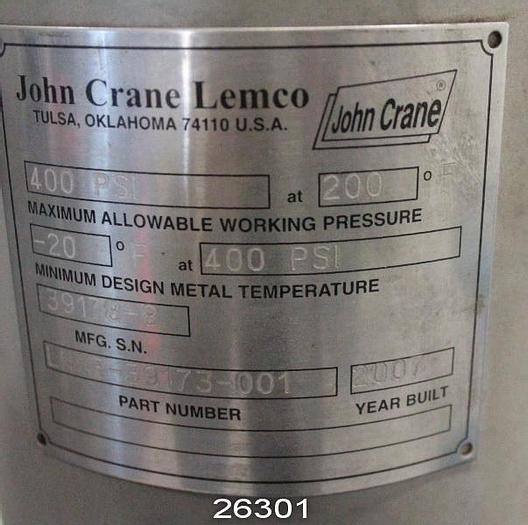 John Crane Lemco
TULSA, OKLAHOMA 74110 U.S.A.
John Crane®
400 PSI at 200 ° F
MAXIMUM ALLOWABLE WORKING PRESSURE
-20 ° F at 400 PSI
MINIMUM DESIGN METAL TEMPERATURE
MFG. S.N.
2007
PART NUMBER
YEAR BUILT
26301